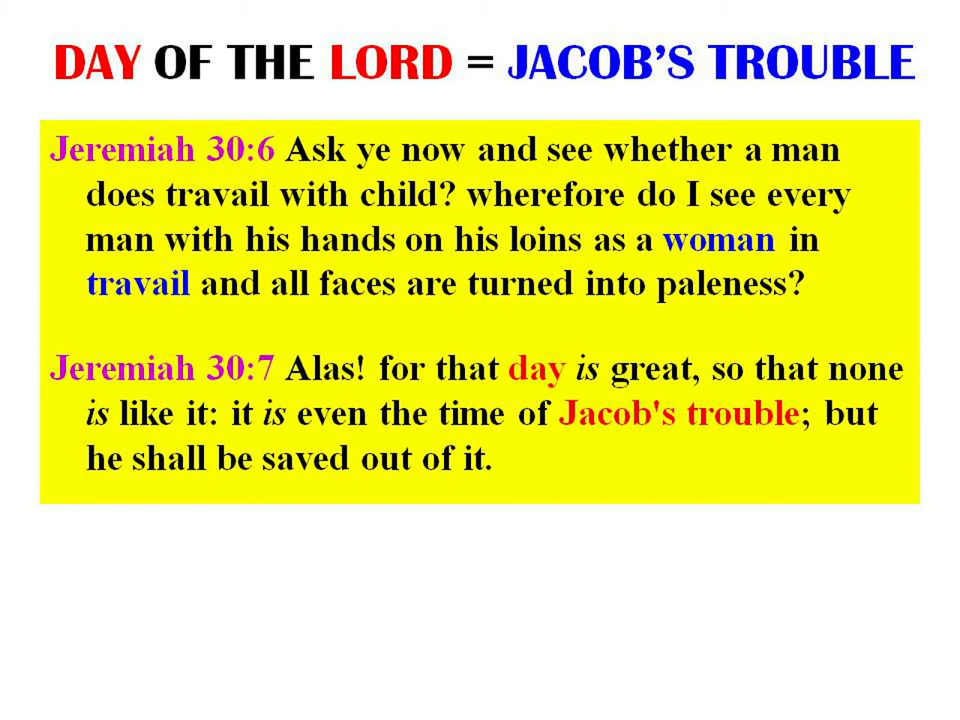 DAY OF THE LORD = JACOB’S TROUBLE
Jeremiah 30:6 Ask ye now and see whether a man
does travail with child? wherefore do I see every
man with his hands on his loins as a woman in
travail and all faces are turned into paleness?
Jeremiah 30:7 Alas! for that day is great, so that none
is like it: it is even the time of Jacob's trouble; but
he shall be saved out of it.